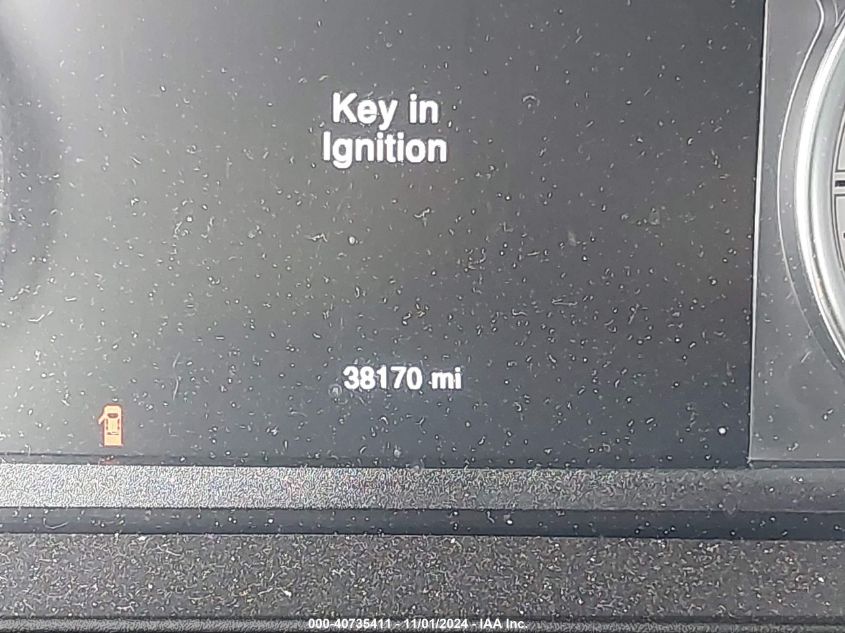 Key in
Ignition
38170 mi
000-40735411 - 11/01/2024 - IAA Inc.